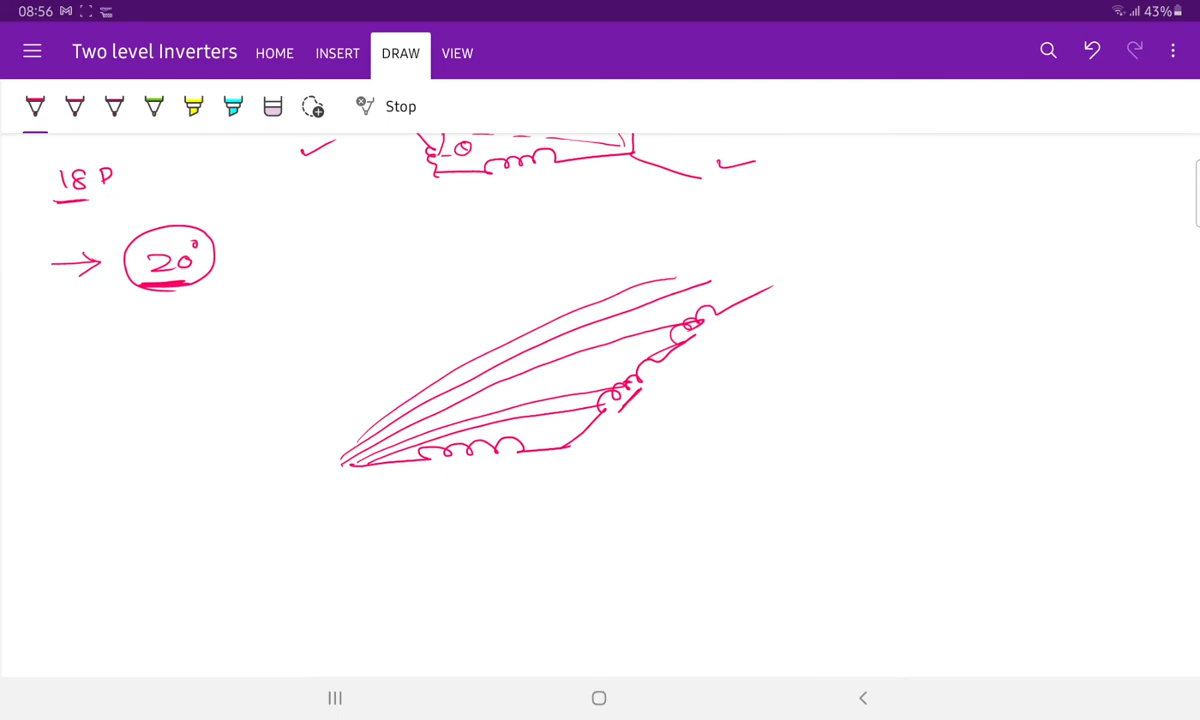 08:56 43%
Two level Inverters HOME INSERT DRAW VIEW
Stop
18 P
→ 20°